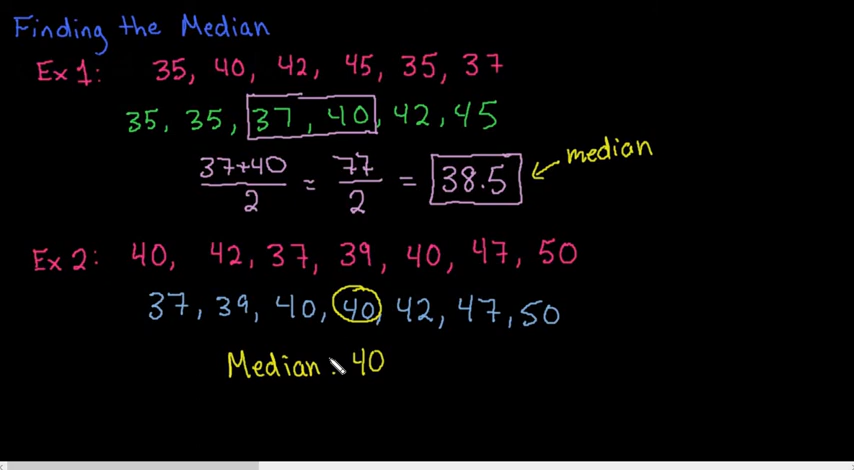 Finding the Median
Ex 1: 35, 40, 42, 45, 35, 37
35, 35, 37, 40, 42, 45
37+40/2 = 77/2 = 38.5 median
Ex 2: 40, 42, 37, 39, 40, 47, 50
37, 39, 40, 40, 42, 47, 50
Median: 40